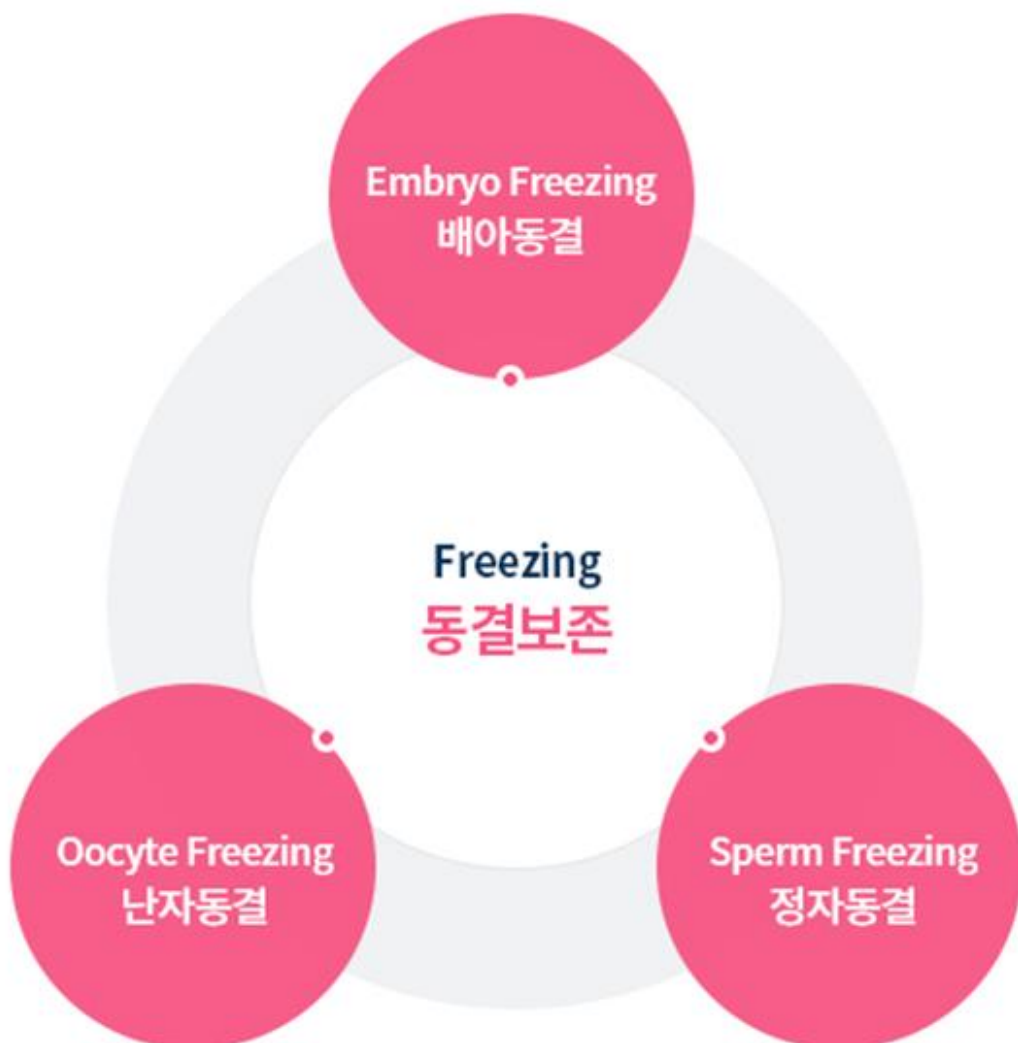 Embryo Freezing
배아동결
Freezing
동결보존
Oocyte Freezing
난자동결
Sperm Freezing
정자동결